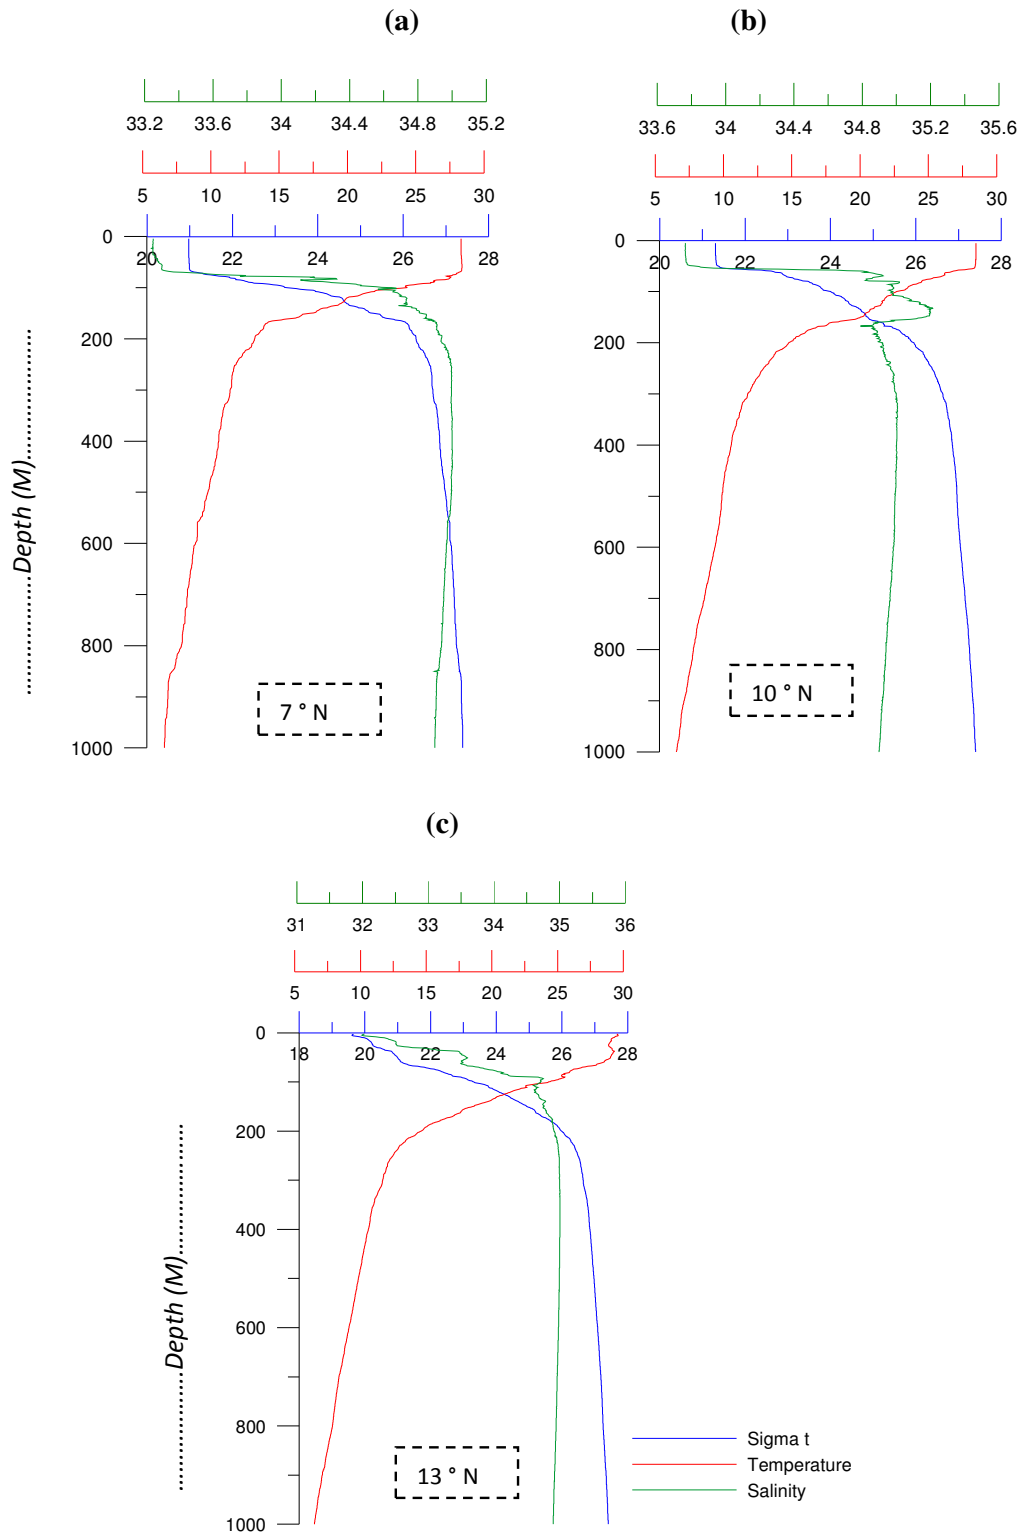 (a) (b)
33.2 33.6 34 34.4 34.8 35.2
33.6 34 34.4 34.8 35.2 35.6
5 10 15 20 25 30
5 10 15 20 25 30
20 22 24 26 28
20 22 24 26 28
0
200
400
600
800
1000
0
200
400
600
800
1000
...............Depth (M)...............
7 ° N
10 ° N
(c)
31 32 33 34 35 36
5 10 15 20 25 30
18 20 22 24 26 28
0
200
400
600
800
1000
...............Depth (M)...............
13 ° N
Sigma t
Temperature
Salinity